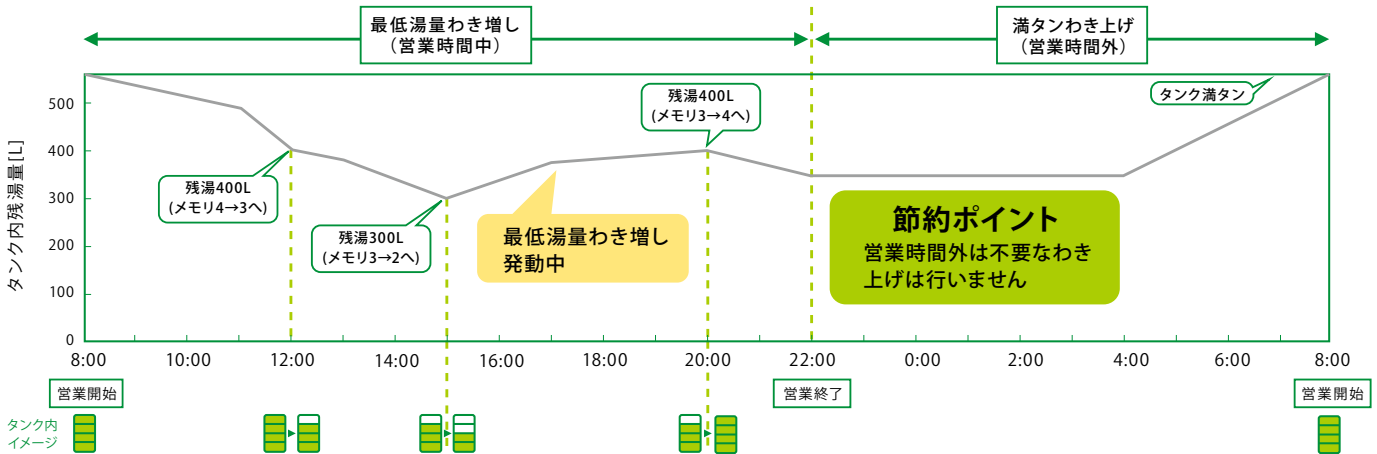 最低湯量わき増し
（営業時間中）
満タンわき上げ
（営業時間外）
タンク内残湯量[L]
500
400
300
200
100
0
残湯400L
(メモリ4→3へ)
残湯300L
(メモリ3→2へ)
最低湯量わき増し
発動中
残湯400L
(メモリ3→4へ)
タンク満タン
節約ポイント
営業時間外は不要なわき
上げは行いません
8:00
10:00
12:00
14:00
16:00
18:00
20:00
22:00
0:00
2:00
4:00
6:00
8:00
営業開始
営業終了
営業開始
タンク内
イメージ